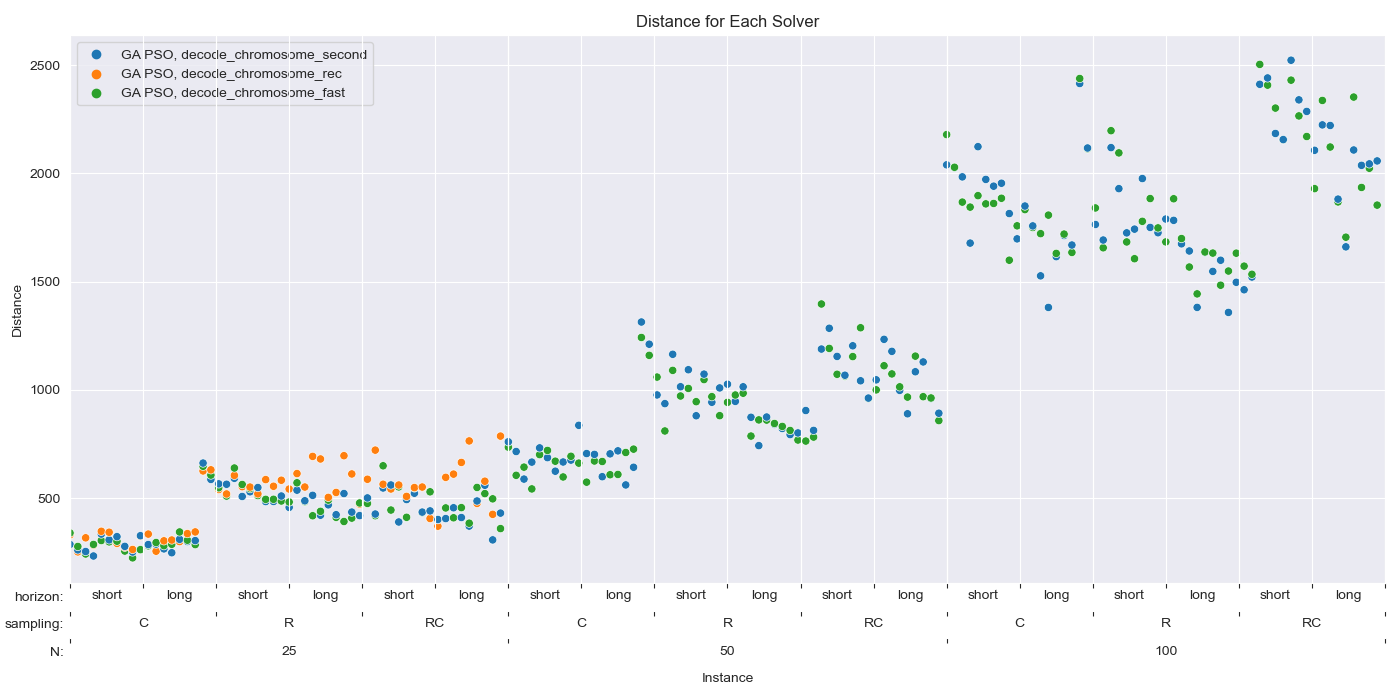 Distance for Each Solver
GA PSO, decode_chromosome_second
GA PSO, decode_chromosome_rec
GA PSO, decode_chromosome_fast
2500
2000
1500
1000
500
Distance
horizon: short long short long short long short long short long short long short long short long short long
sampling: C R RC C R RC C R RC
N: 25 50 100
Instance